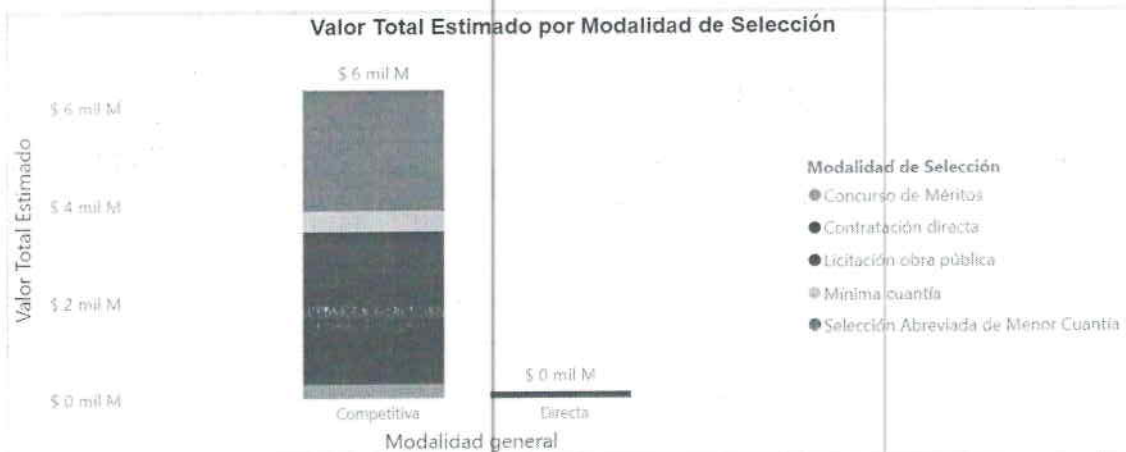 Valor Total Estimado por Modalidad de Selección
$ 6 mil M
$ 6 mil M
$ 4 mil M
$ 2 mil M
$ 0 mil M
Valor Total Estimado
$ 0 mil M
Competitiva
Directa
Modalidad general
Modalidad de Selección
Concurso de Méritos
Contratación directa
Licitación obra pública
Mínima cuantía
Selección Abreviada de Menor Cuantía